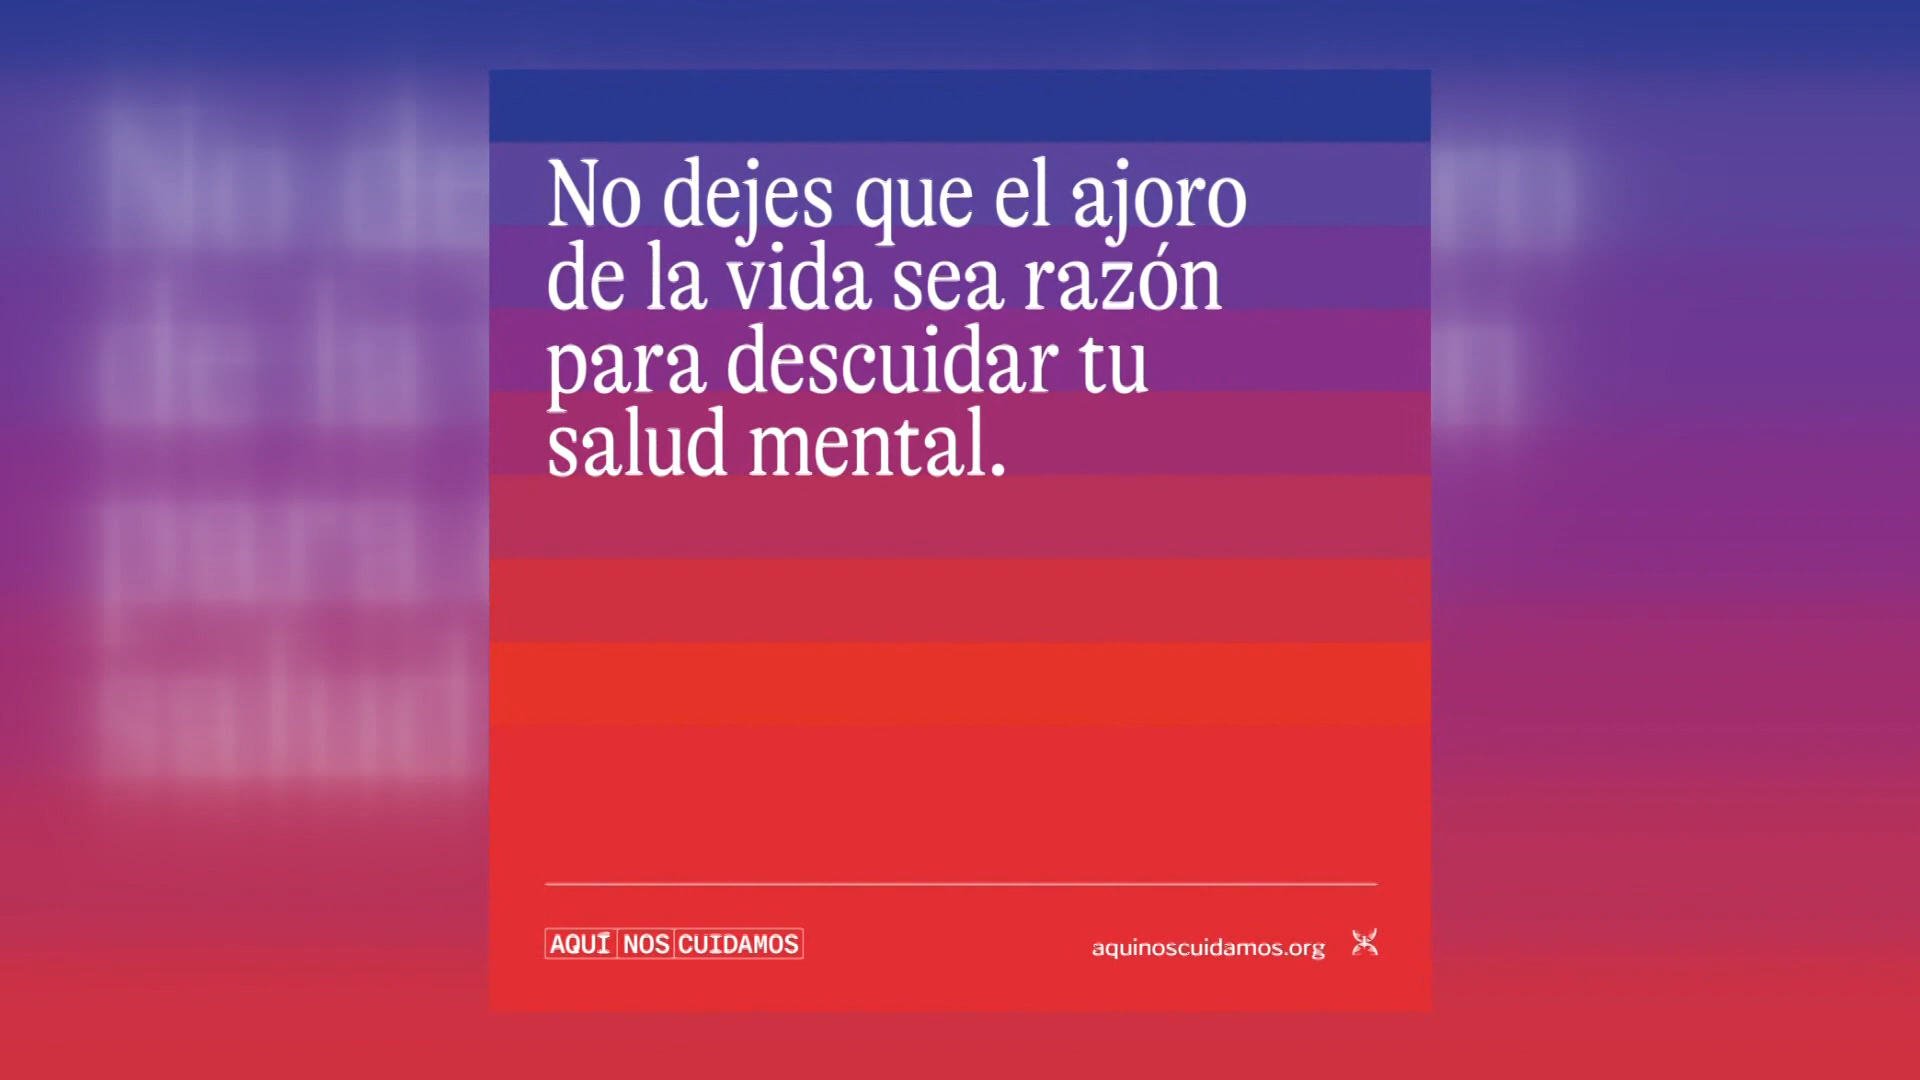 No dejes que el ajoro
de la vida sea razón
para descuidar tu
salud mental.
AQUÍ NOS CUIDAMOS
aquinoscuidamos.org